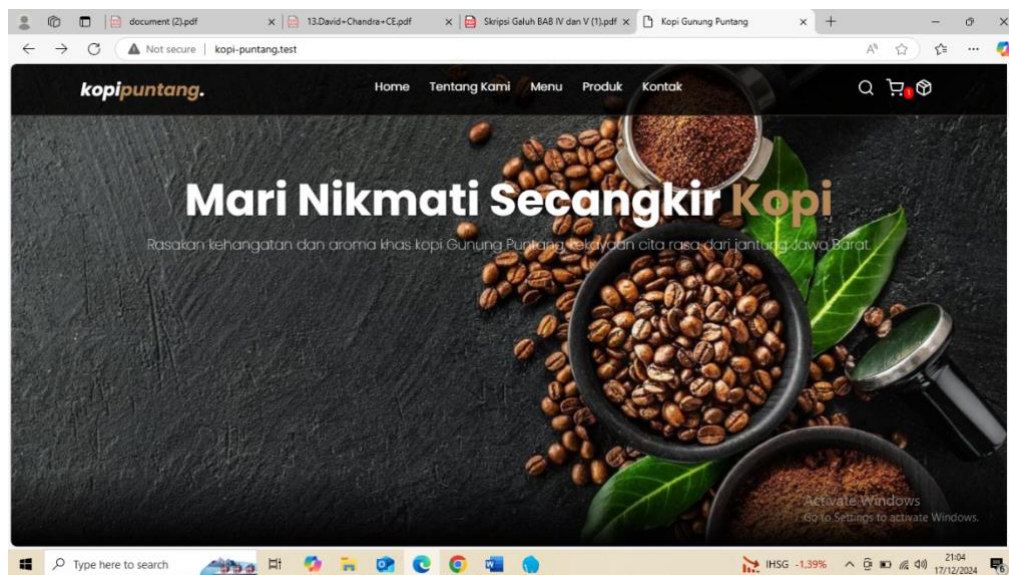 document (2).pdf
13.David+Chandra+CE.pdf
Skripsi Galuh BAB IV dan V (1).pdf
Kopi Gunung Puntang
Not secure
kopi-puntang.test
kopipuntang.
Home
Tentang Kami
Menu
Produk
Kontak
1
Mari Nikmati Secangkir Kopi
Rasakan kehangatan dan aroma khas kopi Gunung Puntang kekayaan cita rasa dari jantung Jawa Barat.
Activate Windows
Go to Settings to activate Windows.
Type here to search
IHSG -1,39%
21:04
17/12/2024
6